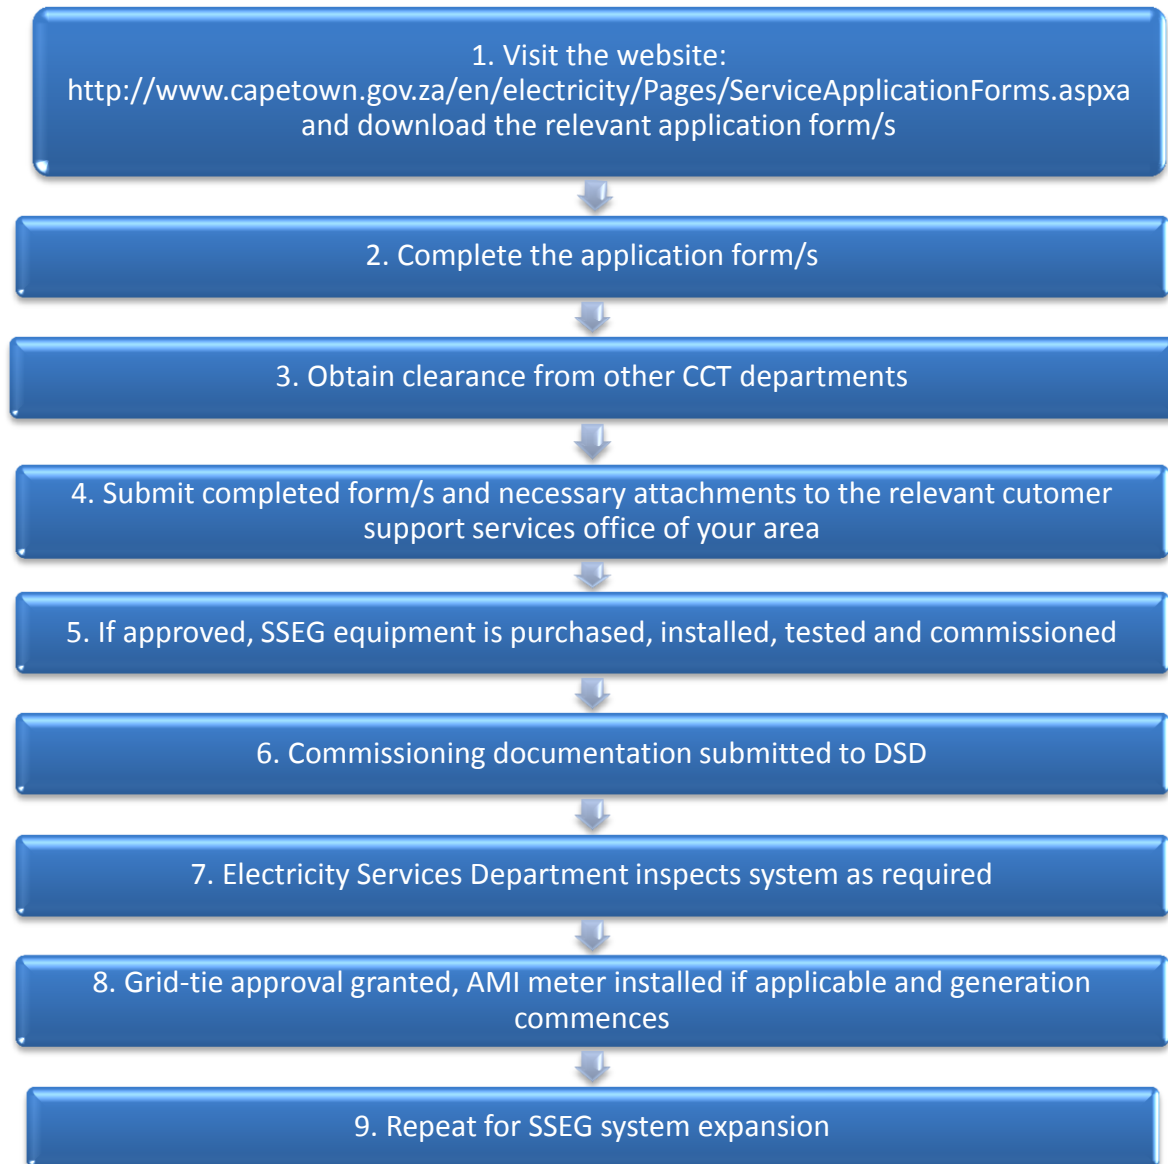 1. Visit the website:
http://www.capetown.gov.za/en/electricity/Pages/ServiceApplicationForms.aspxa
and download the relevant application form/s
2. Complete the application form/s
3. Obtain clearance from other CCT departments
4. Submit completed form/s and necessary attachments to the relevant cutomer
support services office of your area
5. If approved, SSEG equipment is purchased, installed, tested and commissioned
6. Commissioning documentation submitted to DSD
7. Electricity Services Department inspects system as required
8. Grid-tie approval granted, AMI meter installed if applicable and generation
commences
9. Repeat for SSEG system expansion